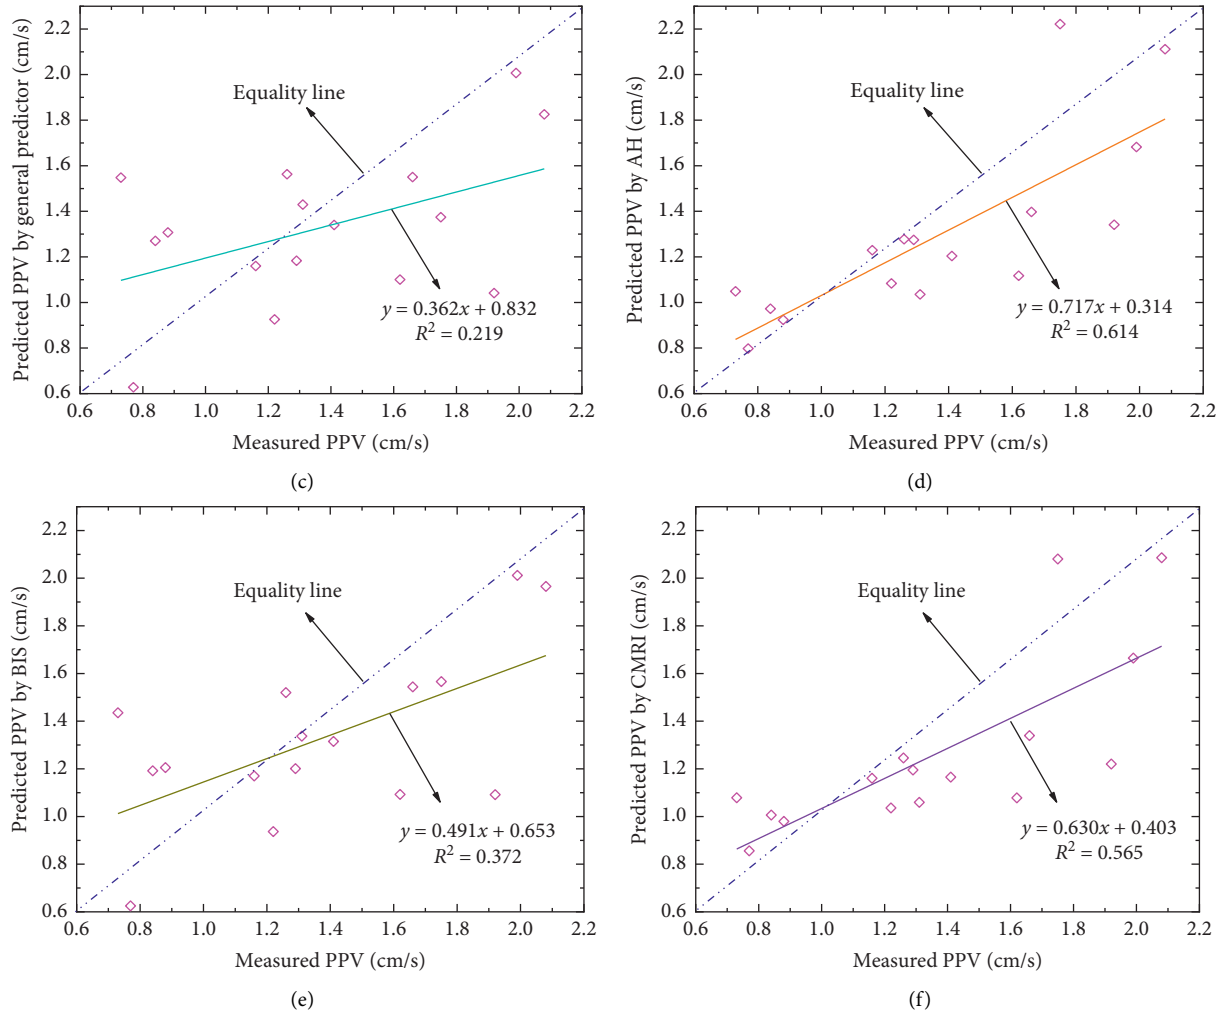 2.2
2.0
1.8
1.6
1.4
1.2
1.0
0.8
0.6
Predicted PPV by general predictor (cm/s)
Equality line
y = 0.362x + 0.832
R² = 0.219
0.6 0.8 1.0 1.2 1.4 1.6 1.8 2.0 2.2
Measured PPV (cm/s)
(c)
2.2
2.0
1.8
1.6
1.4
1.2
1.0
0.8
0.6
Predicted PPV by AH (cm/s)
Equality line
y = 0.717x + 0.314
R² = 0.614
0.6 0.8 1.0 1.2 1.4 1.6 1.8 2.0 2.2
Measured PPV (cm/s)
(d)
2.2
2.0
1.8
1.6
1.4
1.2
1.0
0.8
0.6
Predicted PPV by BIS (cm/s)
Equality line
y = 0.491x + 0.653
R² = 0.372
0.6 0.8 1.0 1.2 1.4 1.6 1.8 2.0 2.2
Measured PPV (cm/s)
(e)
2.2
2.0
1.8
1.6
1.4
1.2
1.0
0.8
0.6
Predicted PPV by CMRI (cm/s)
Equality line
y = 0.630x + 0.403
R² = 0.565
0.6 0.8 1.0 1.2 1.4 1.6 1.8 2.0 2.2
Measured PPV (cm/s)
(f)